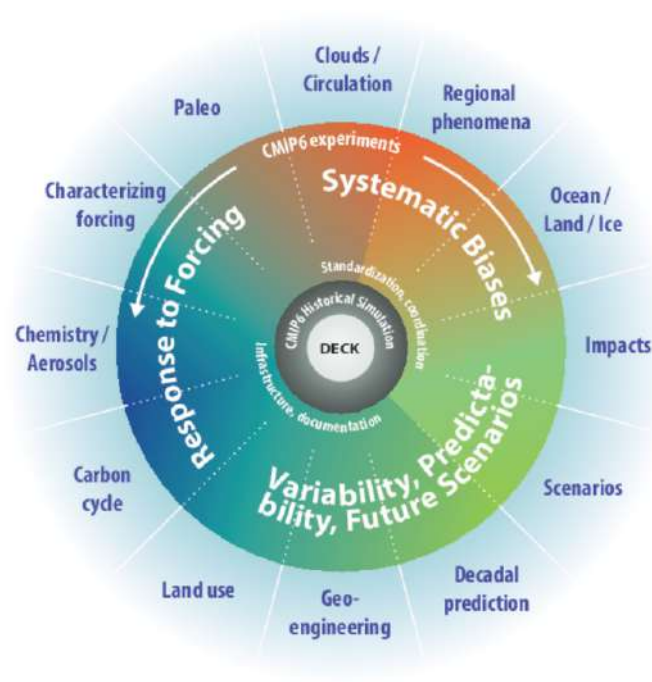 Clouds /
Circulation
Regional
phenomena
Ocean /
Land / Ice
Impacts
Scenarios
Decadal
prediction
Geo-
engineering
Land use
Carbon
cycle
Chemistry /
Aerosols
Characterizing
forcing
Paleo
CMIP6 experiments
Systematic Biases
Variability, Predicta-
bility, Future Scenarios
Response to Forcing
Standardization, coordination
Infrastructure, documentation
CMIP6 Historical Simulation
DECK